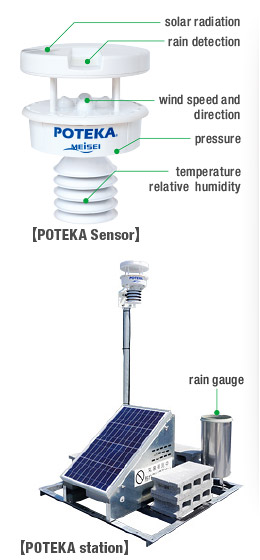 solar radiation
rain detection
wind speed and
direction
POTEKA
MEISEI
pressure
temperature
relative humidity
【POTEKA Sensor】
POTEKA
rain gauge
【POTEKA station】